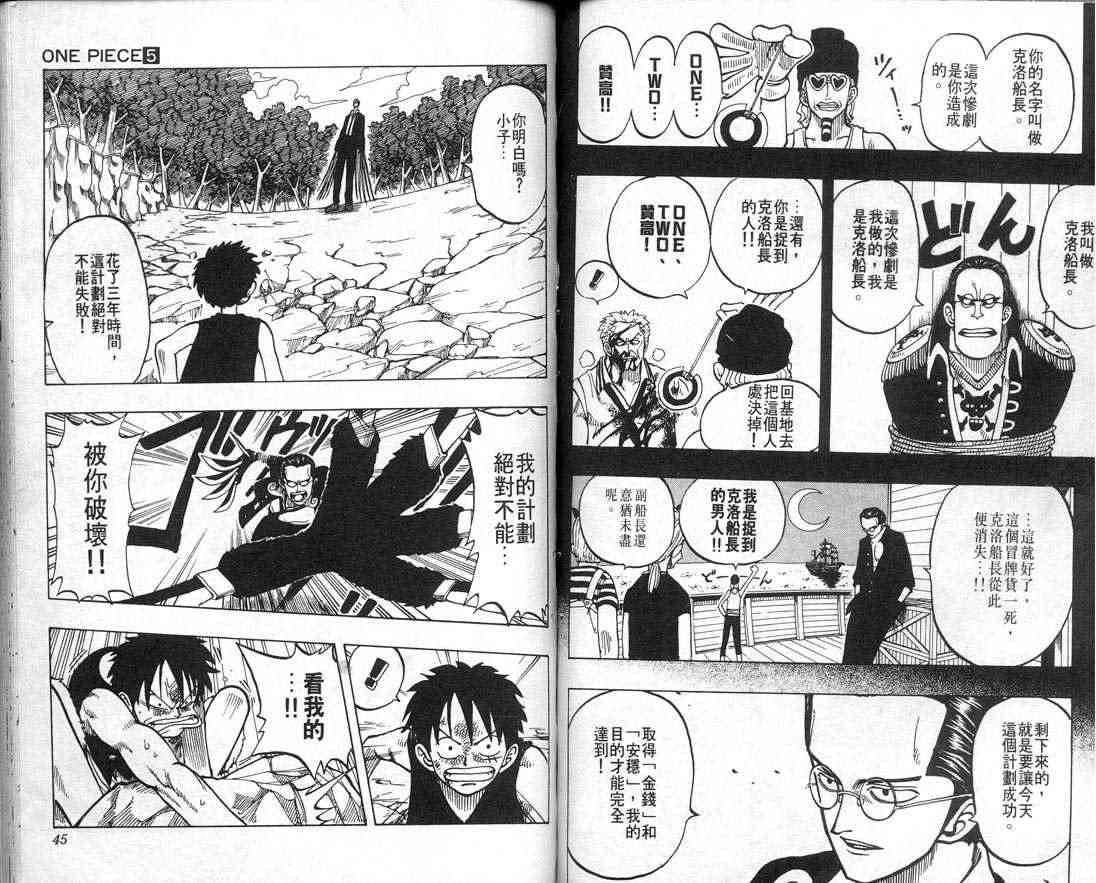 你的名字叫做
克洛船長。
這次慘劇
是你造成
的。
ツイ…
ONE…
TWO…
贊高!!
我叫做
克洛船長。
どん
這次慘劇是
我做的,我
是克洛船長。
…還有,
你是捉到
克洛船長
的人!!
ONE、
TWO、
贊高!
!
回基地去
把這個人
處決掉!
…這就好了,
這個冒牌貨一死,
克洛船長從此
便消失…!!
我是捉到
克洛船長
的男人!!
どーん
副船長還
意猶未盡
呢。
剩下來的,
就是要讓今天
這個計劃成功。
取得「金錢」和
「安穩」,我的
目的才能完全
達到!
ONE PIECE 5
你明白嗎?
小子…
花了三年時間,
這計劃絕對
不能失敗!
我的計劃
絕對不能…
被你破壞!!
!!
看我的
…!!
45